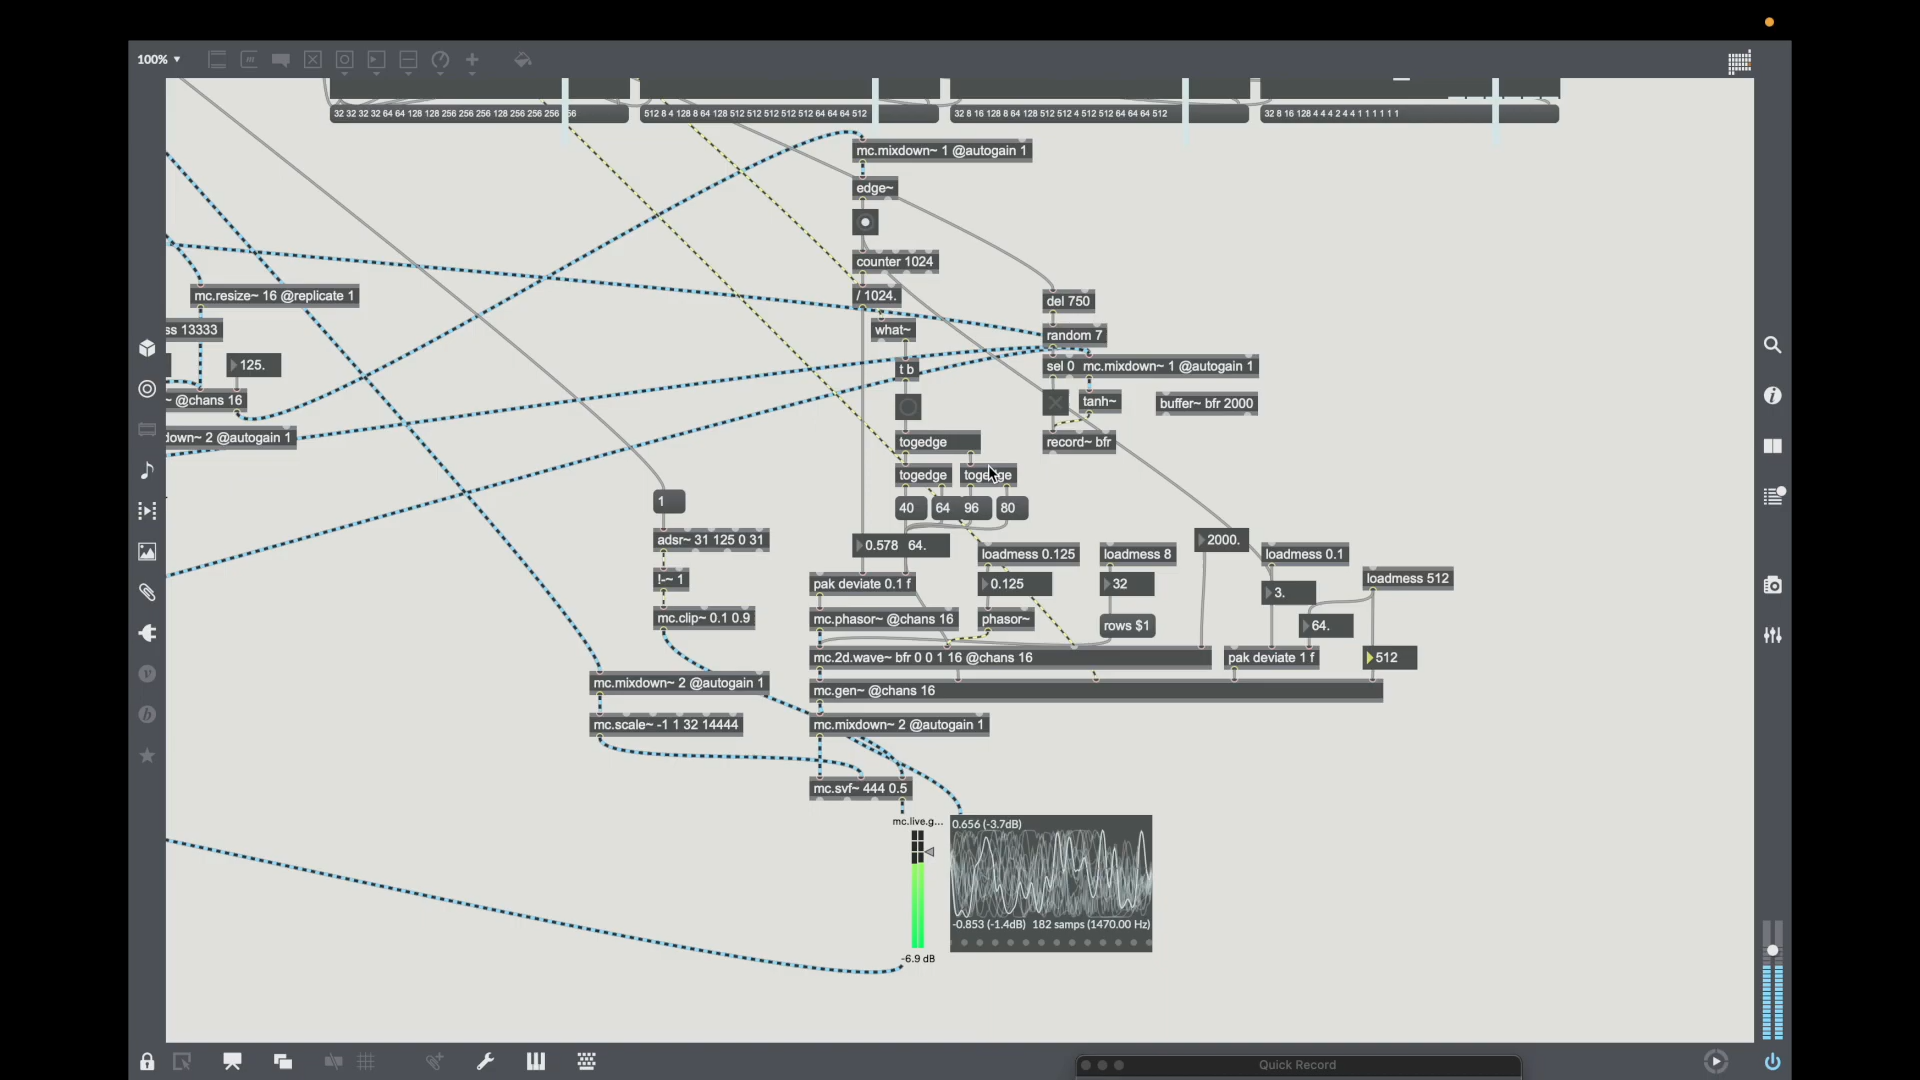 100%
32 32 32 32 64 64 128 128 256 256 256 128 256 256 256 56
512 8 4 128 8 64 128 512 512 512 512 512 64 64 64 512
32 8 16 128 8 64 128 512 512 4 512 512 64 64 64 512
32 8 16 128 4 4 4 2 4 4 1 1 1 1 1 1
mc.mixdown~ 1 @autogain 1
edge~
counter 1024
/ 1024.
mc.resize~ 16 @replicate 1
del 750
ss 13333
what~
random 7
125.
t b
sel 0
mc.mixdown~ 1 @autogain 1
~ @chans 16
tanh~
buffer~ bfr 2000
down~ 2 @autogain 1
togedge
record~ bfr
togedge
togedge
1
40
64
96
80
adsr~ 31 125 0 31
0.578
64.
loadmess 0.125
loadmess 8
2000.
loadmess 0.1
!-~ 1
pak deviate 0.1 f
0.125
32
3.
loadmess 512
mc.clip~ 0.1 0.9
mc.phasor~ @chans 16
phasor~
rows $1
64.
mc.2d.wave~ bfr 0 0 1 16 @chans 16
pak deviate 1 f
512
mc.mixdown~ 2 @autogain 1
mc.gen~ @chans 16
mc.scale~ -1 1 32 14444
mc.mixdown~ 2 @autogain 1
mc.svf~ 444 0.5
mc.live.g...
0.656 (-3.7dB)
-0.853 (-1.4dB)
182 samps (1470.00 Hz)
-6.9 dB
Quick Record